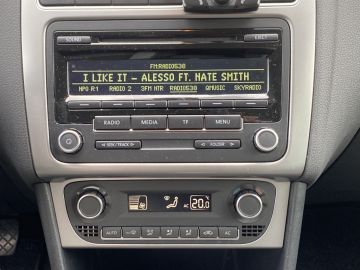 SOUND
EJECT
FM:RADIO538
I LIKE IT - ALESSO FT. NATE SMITH
NPO R1 RADIO 2 3FM NTR RADIO538 QMUSIC SKYRADIO
RADIO MEDIA TP MENU
SEEK/TRACK FOLDER
20.0
AUTO AC